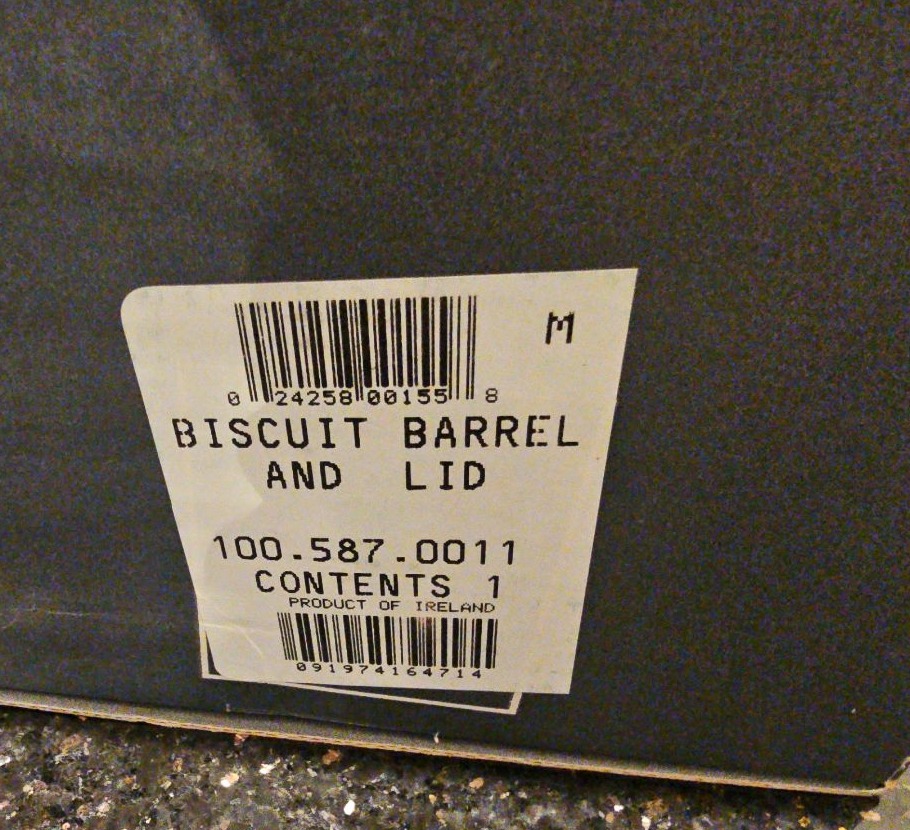 M
0 24258 00155 8
BISCUIT BARREL
AND LID
100.587.0011
CONTENTS 1
PRODUCT OF IRELAND
091974164714